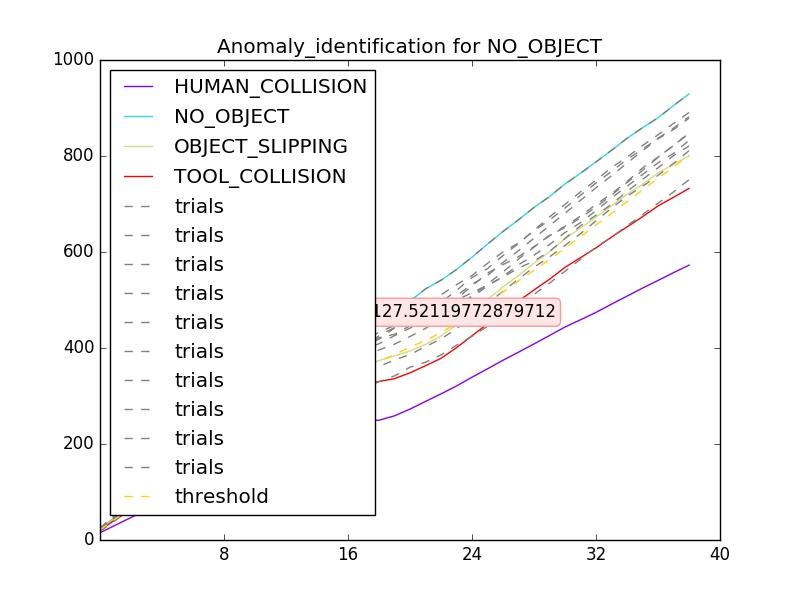 Anomaly_identification for NO_OBJECT
1000
800
600
400
200
0
HUMAN_COLLISION
NO_OBJECT
OBJECT_SLIPPING
TOOL_COLLISION
trials
trials
trials
trials
trials
trials
trials
trials
trials
trials
threshold
127.52119772879712
8
16
24
32
40